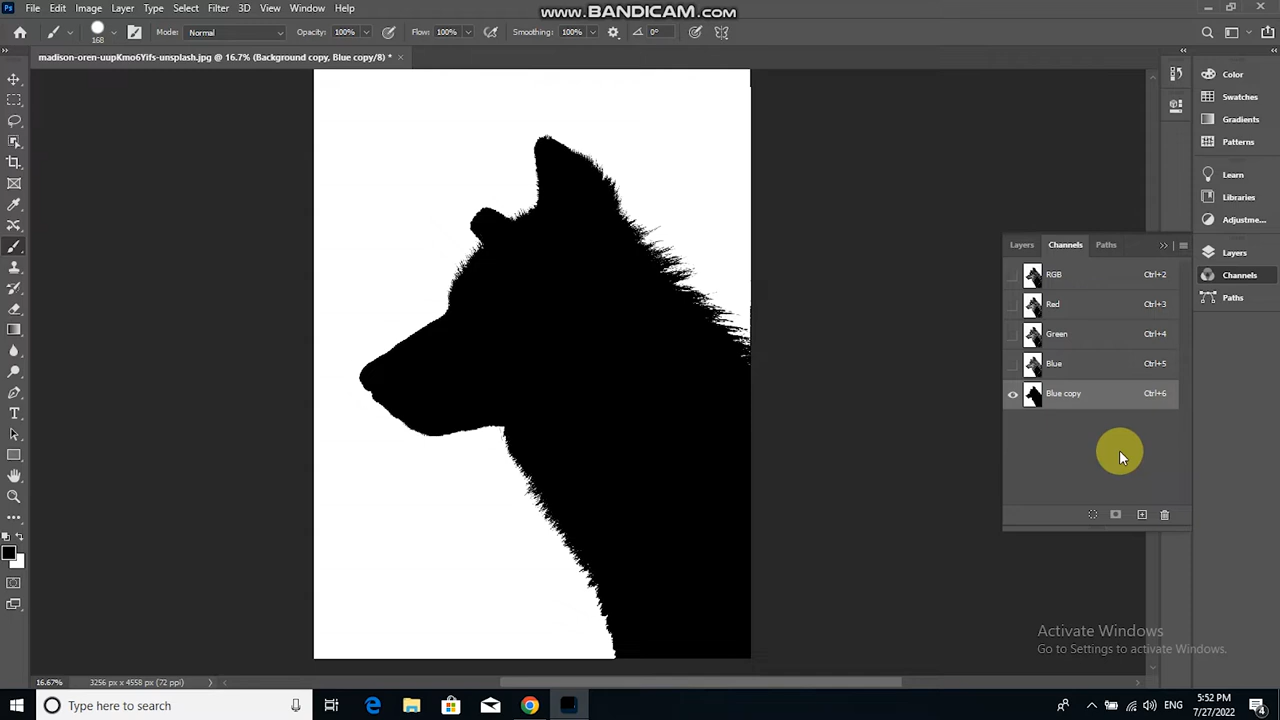 www.BANDICAM.com
Ps File Edit Image Layer Type Select Filter 3D View Window Help
168 Mode: Normal Opacity: 100% Flow: 100% Smoothing: 100% 0°
madison-oren-uupKmo6Yifs-unsplash.jpg @ 16.7% (Background copy, Blue copy/8) * ×
Color
Swatches
Gradients
Patterns
Learn
Libraries
Adjustme...
Layers
Channels
Paths
Layers Channels Paths
RGB Ctrl+2
Red Ctrl+3
Green Ctrl+4
Blue Ctrl+5
Blue copy Ctrl+6
Activate Windows
Go to Settings to activate Windows.
16.67% 3256 px x 4558 px (72 ppi)
Type here to search
ENG
5:52 PM
7/27/2022
4